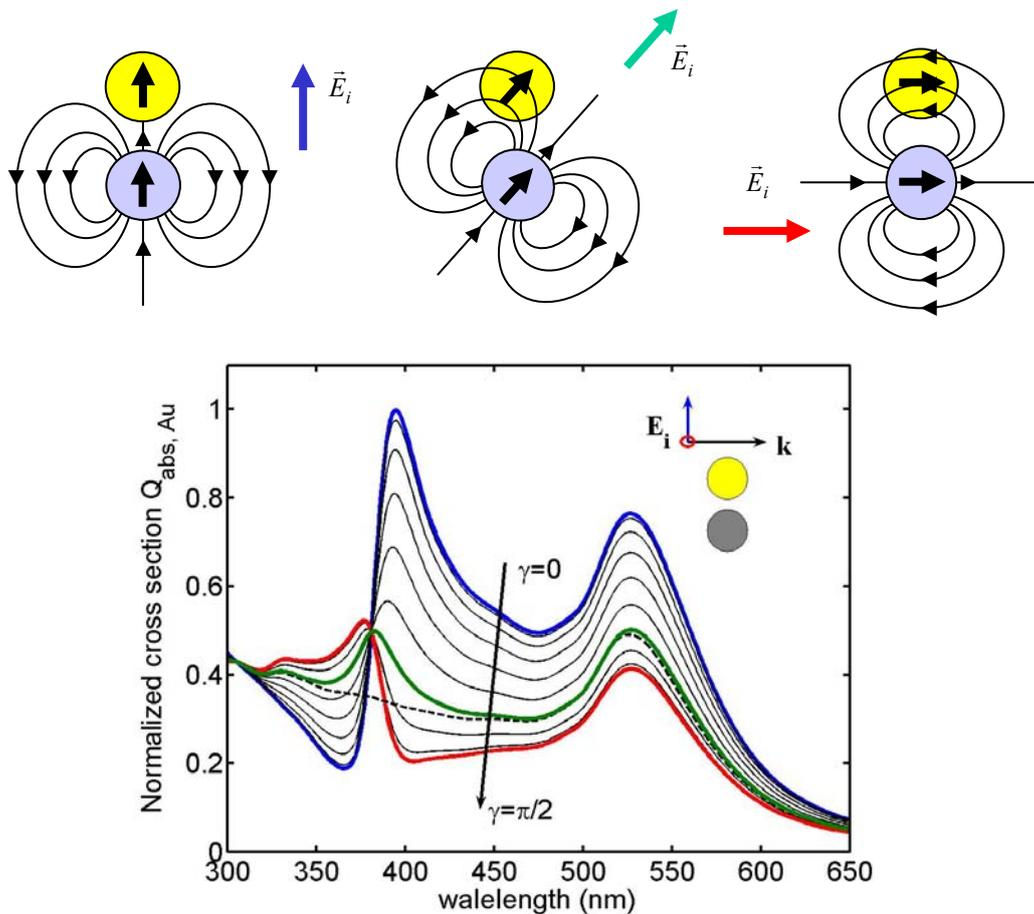 E⃗i
E⃗i
E⃗i
Normalized cross section Qabs, Au
1
0.8
0.6
0.4
0.2
0
Ei
k
γ=0
γ=π/2
300 350 400 450 500 550 600 650
walelength (nm)